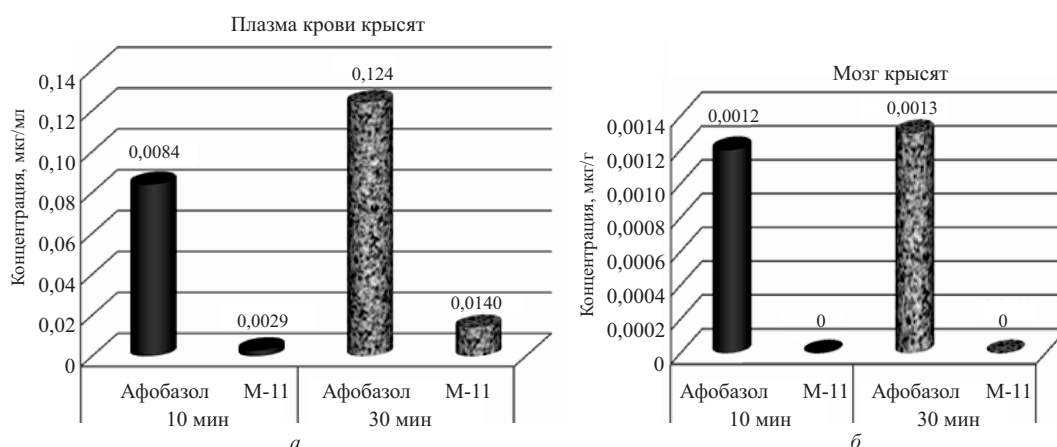 Плазма крови крысят
Концентрация, мкг/мл
0,14
0,12
0,10
0,08
0,06
0,04
0,02
0
0,0084
0,0029
0,124
0,0140
Афобазол М-11 Афобазол М-11
10 мин 30 мин
а
Мозг крысят
Концентрация, мкг/г
0,0014
0,0012
0,0010
0,0008
0,0006
0,0004
0,0002
0
0,0012
0
0,0013
0
Афобазол М-11 Афобазол М-11
10 мин 30 мин
б